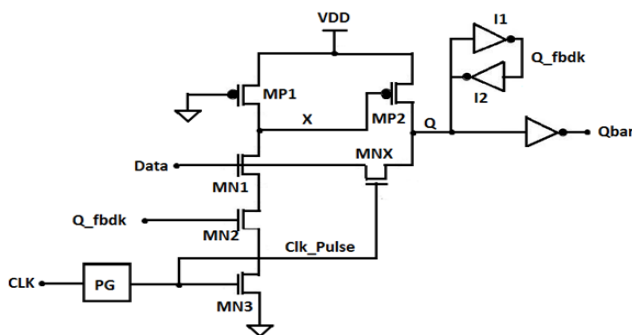 VDD
I1
Q_fbdk
I2
MP1
MP2
X
Q
Qbar
Data
MNX
MN1
Q_fbdk
MN2
Clk_Pulse
CLK
PG
MN3